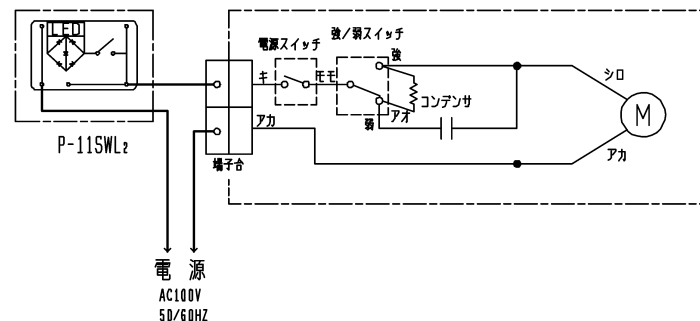 LED
P-11SWL2
電源スイッチ
強/弱スイッチ
強
キ
モモ
シロ
コンデンサ
アオ
弱
アカ
M
アカ
端子台
電 源
AC100V
50/60HZ